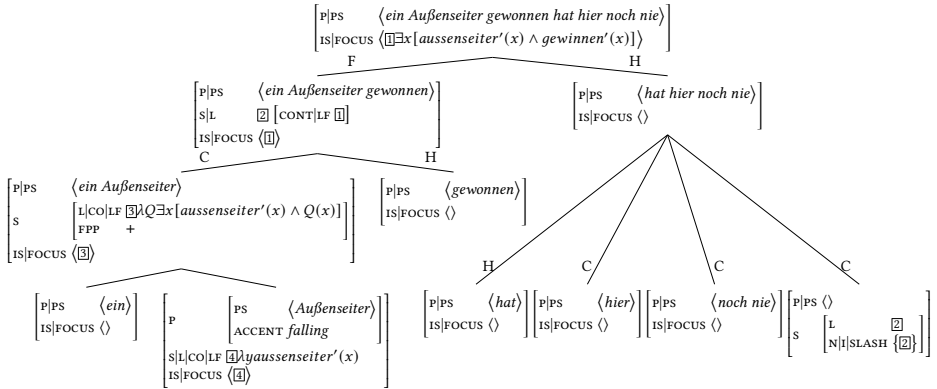 P|PS ⟨ein Außenseiter gewonnen hat hier noch nie⟩
IS|FOCUS ⟨[1]∃x[aussenseiter′(x) ∧ gewinnen′(x)]⟩
F H
P|PS ⟨ein Außenseiter gewonnen⟩
S|L [2] [CONT|LF [1]]
IS|FOCUS ⟨[1]⟩
P|PS ⟨hat hier noch nie⟩
IS|FOCUS ⟨⟩
C H
P|PS ⟨ein Außenseiter⟩
S
L|CO|LF [3]λQ∃x[aussenseiter′(x) ∧ Q(x)]
FPP +
IS|FOCUS ⟨[3]⟩
P|PS ⟨gewonnen⟩
IS|FOCUS ⟨⟩
H C C C
P|PS ⟨ein⟩
IS|FOCUS ⟨⟩
P
PS ⟨Außenseiter⟩
ACCENT falling
S|L|CO|LF [4]λyaussenseiter′(x)
IS|FOCUS ⟨[4]⟩
P|PS ⟨hat⟩
IS|FOCUS ⟨⟩
P|PS ⟨hier⟩
IS|FOCUS ⟨⟩
P|PS ⟨noch nie⟩
IS|FOCUS ⟨⟩
P|PS ⟨⟩
S
L [2]
N|I|SLASH {[2]}